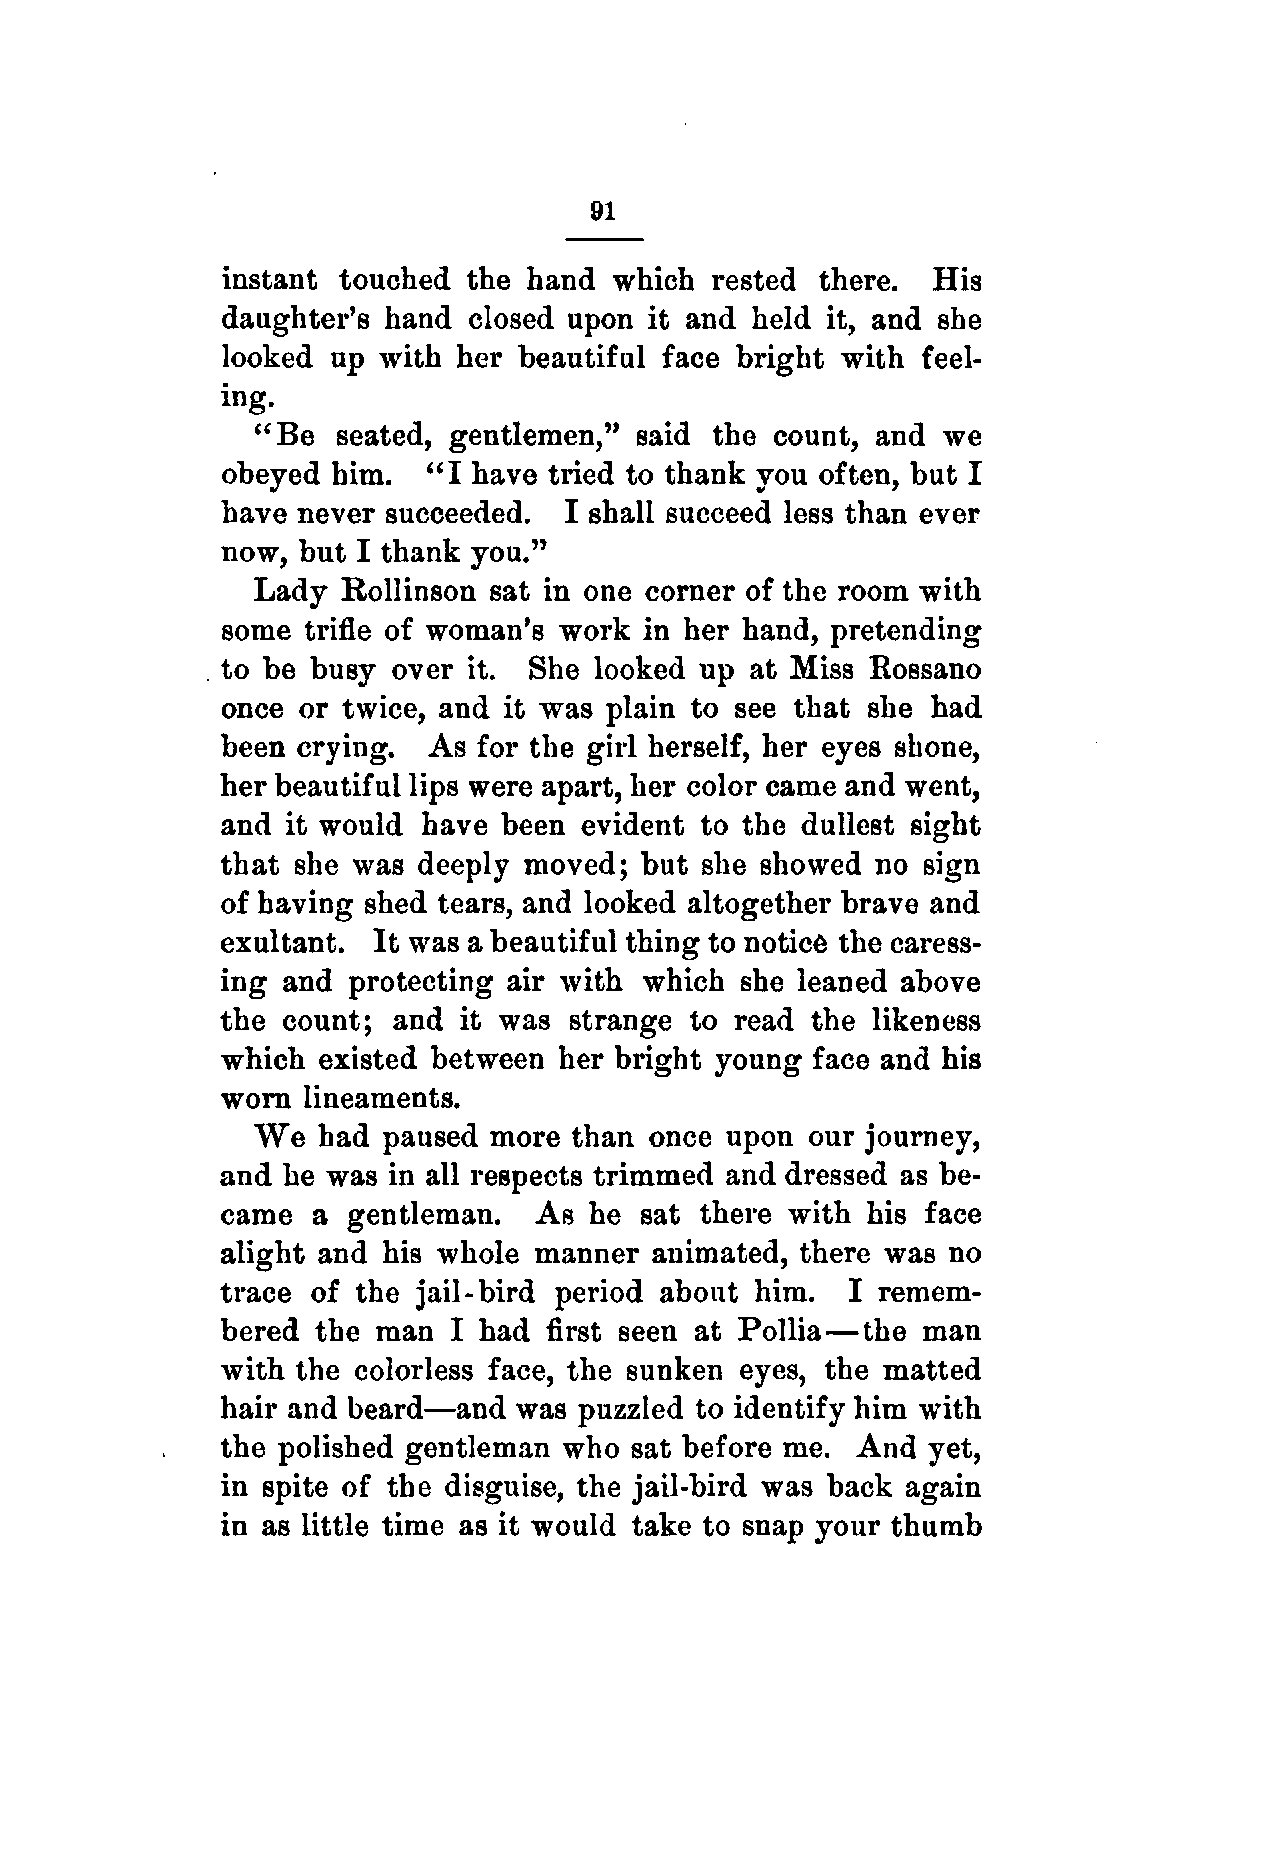 91
instant touched the hand which rested there. His
daughter's hand closed upon it and held it, and she
looked up with her beautiful face bright with feel-
ing.
"Be seated, gentlemen," said the count, and we
obeyed him. "I have tried to thank you often, but I
have never succeeded. I shall succeed less than ever
now, but I thank you."
Lady Rollinson sat in one corner of the room with
some trifle of woman's work in her hand, pretending
to be busy over it. She looked up at Miss Rossano
once or twice, and it was plain to see that she had
been crying. As for the girl herself, her eyes shone,
her beautiful lips were apart, her color came and went,
and it would have been evident to the dullest sight
that she was deeply moved; but she showed no sign
of having shed tears, and looked altogether brave and
exultant. It was a beautiful thing to notice the caress-
ing and protecting air with which she leaned above
the count; and it was strange to read the likeness
which existed between her bright young face and his
worn lineaments.
We had paused more than once upon our journey,
and he was in all respects trimmed and dressed as be-
came a gentleman. As he sat there with his face
alight and his whole manner animated, there was no
trace of the jail-bird period about him. I remem-
bered the man I had first seen at Pollia—the man
with the colorless face, the sunken eyes, the matted
hair and beard—and was puzzled to identify him with
the polished gentleman who sat before me. And yet,
in spite of the disguise, the jail-bird was back again
in as little time as it would take to snap your thumb